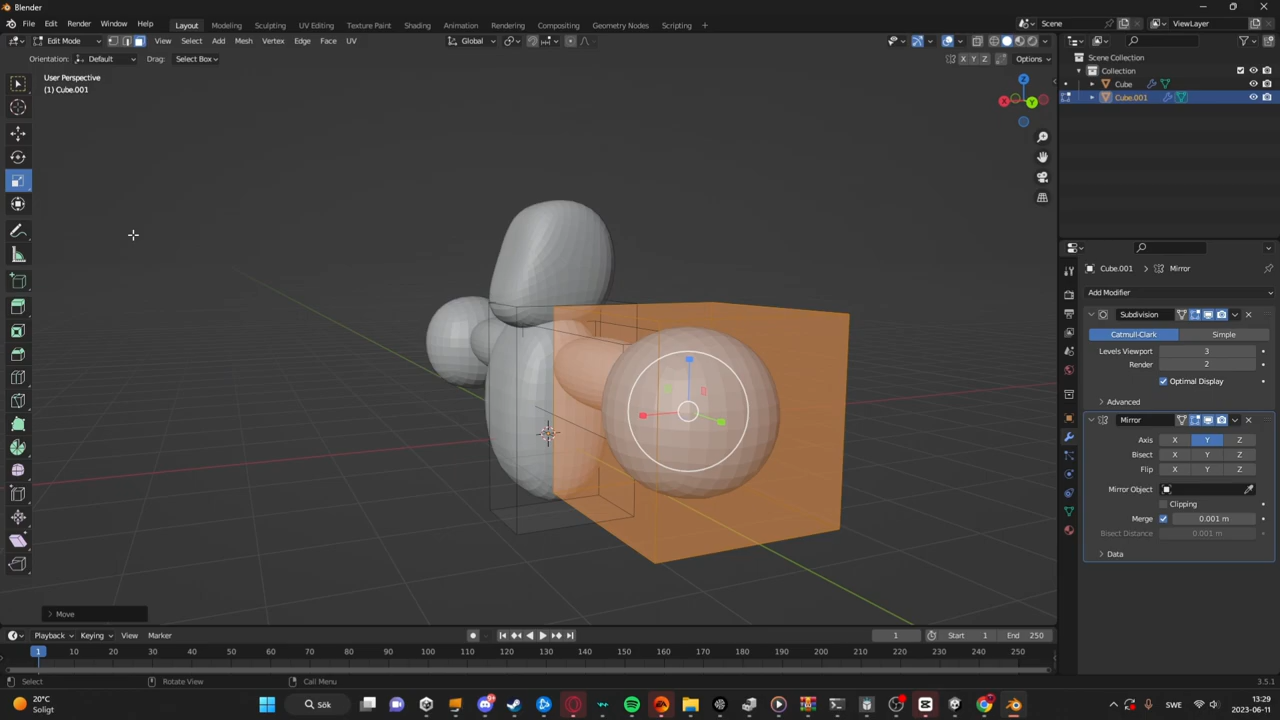 Blender
File Edit Render Window Help Layout Modeling Sculpting UV Editing Texture Paint Shading Animation Rendering Compositing Geometry Nodes Scripting + Scene ViewLayer
Edit Mode View Select Add Mesh Vertex Edge Face UV Global
Orientation: Default Drag: Select Box X Y Z Options
User Perspective
(1) Cube.001
Z
X Y
Move
Scene Collection
Collection
Cube
Cube.001
Cube.001 > Mirror
Add Modifier
Subdivision
Catmull-Clark Simple
Levels Viewport 3
Render 2
Optimal Display
Advanced
Mirror
Axis X Y Z
Bisect X Y Z
Flip X Y Z
Mirror Object
Clipping
Merge 0.001 m
Bisect Distance 0.001 m
Data
Playback Keying View Marker 1 Start 1 End 250
1 10 20 30 40 50 60 70 80 90 100 110 120 130 140 150 160 170 180 190 200 210 220 230 240 250
Select Rotate View Call Menu 3.5.1
20°C
Soligt
Sök
SWE
13:29
2023-06-11